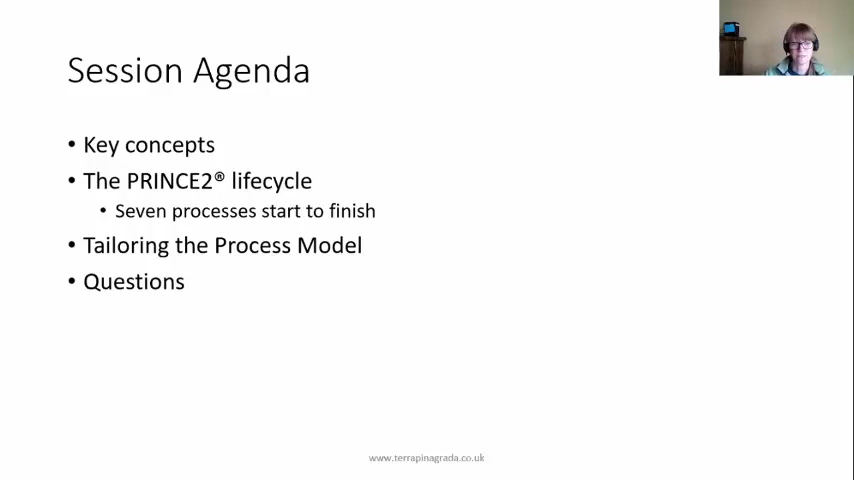 Session Agenda
• Key concepts
• The PRINCE2® lifecycle
• Seven processes start to finish
• Tailoring the Process Model
• Questions
www.terrapinagrada.co.uk